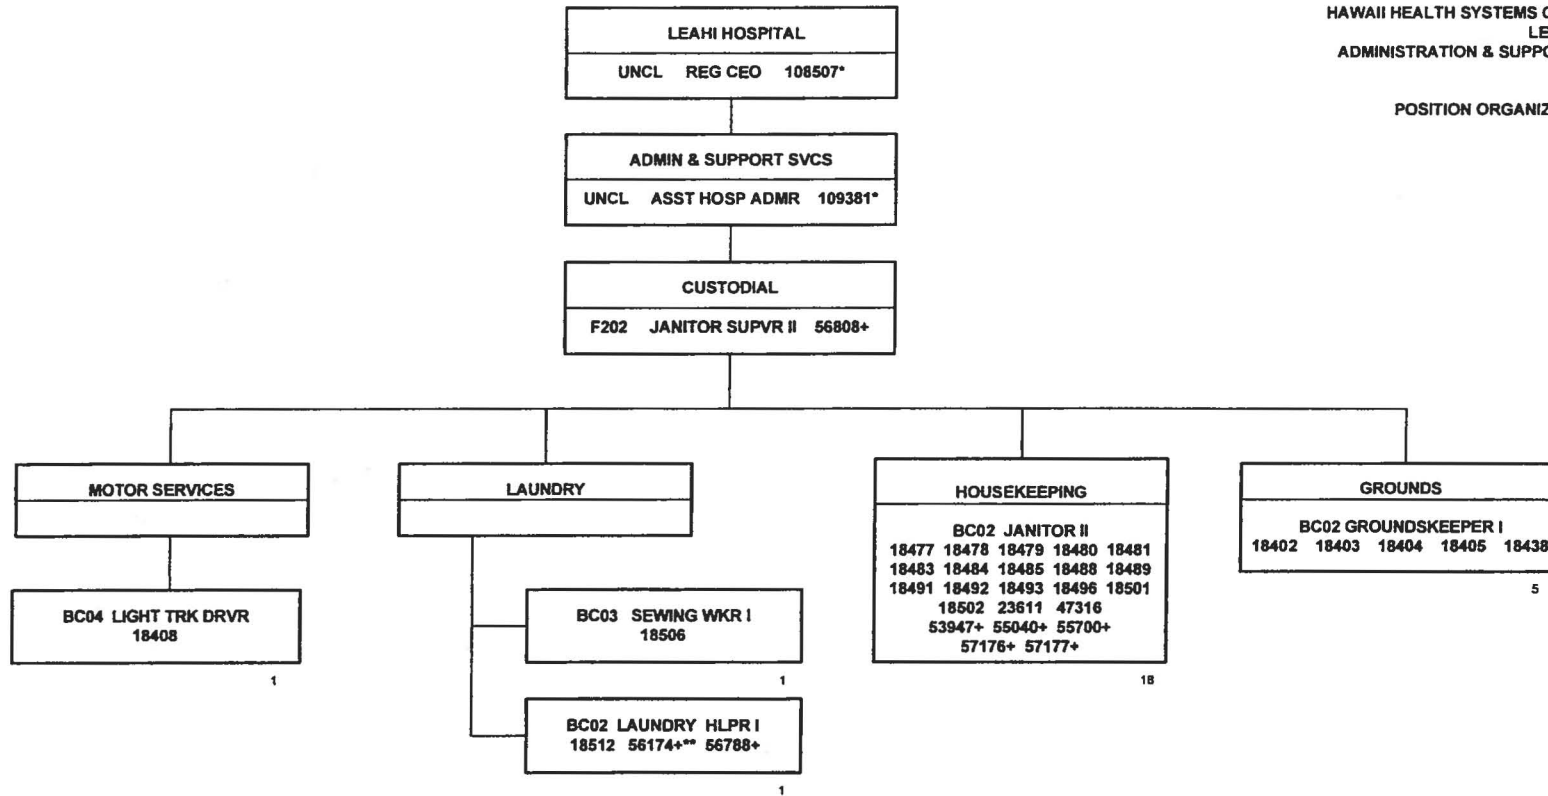 HAWAII HEALTH SYSTEMS
ADMINISTRATION &
POSITION
LEAHI HOSPITAL
UNCL REG CEO 108507*
ADMIN & SUPPORT SVCS
UNCL ASST HOSP ADMR 109381*
CUSTODIAL
F202 JANITOR SUPVR II 56808+
MOTOR SERVICES
BC04 LIGHT TRK DRVR
18408
1
LAUNDRY
BC03 SEWING WKR I
18506
1
BC02 LAUNDRY HLPR I
18512 56174+** 56788+
1
HOUSEKEEPING
BC02 JANITOR II
18477 18478 18479 18480 18481
18483 18484 18485 18488 18489
18491 18492 18493 18496 18501
18502 23611 47316
53947+ 55040+ 55700+
57176+ 57177+
18
GROUNDS
BC02 GROUNDSKEEPER I
18402 18403 18404 18405 18438
5